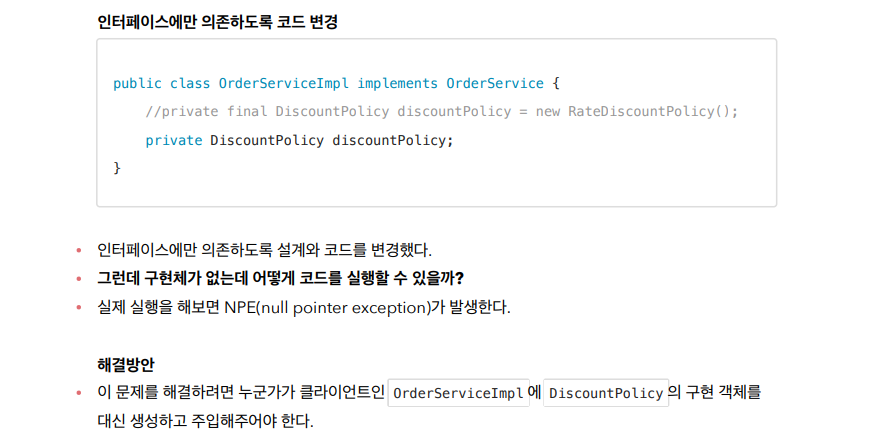 인터페이스에만 의존하도록 코드 변경
public class OrderServiceImpl implements OrderService {
//private final DiscountPolicy discountPolicy = new RateDiscountPolicy();
private DiscountPolicy discountPolicy;
}
• 인터페이스에만 의존하도록 설계와 코드를 변경했다.
• 그런데 구현체가 없는데 어떻게 코드를 실행할 수 있을까?
• 실제 실행을 해보면 NPE(null pointer exception)가 발생한다.
해결방안
• 이 문제를 해결하려면 누군가가 클라이언트인 OrderServiceImpl 에 DiscountPolicy 의 구현 객체를
대신 생성하고 주입해주어야 한다.